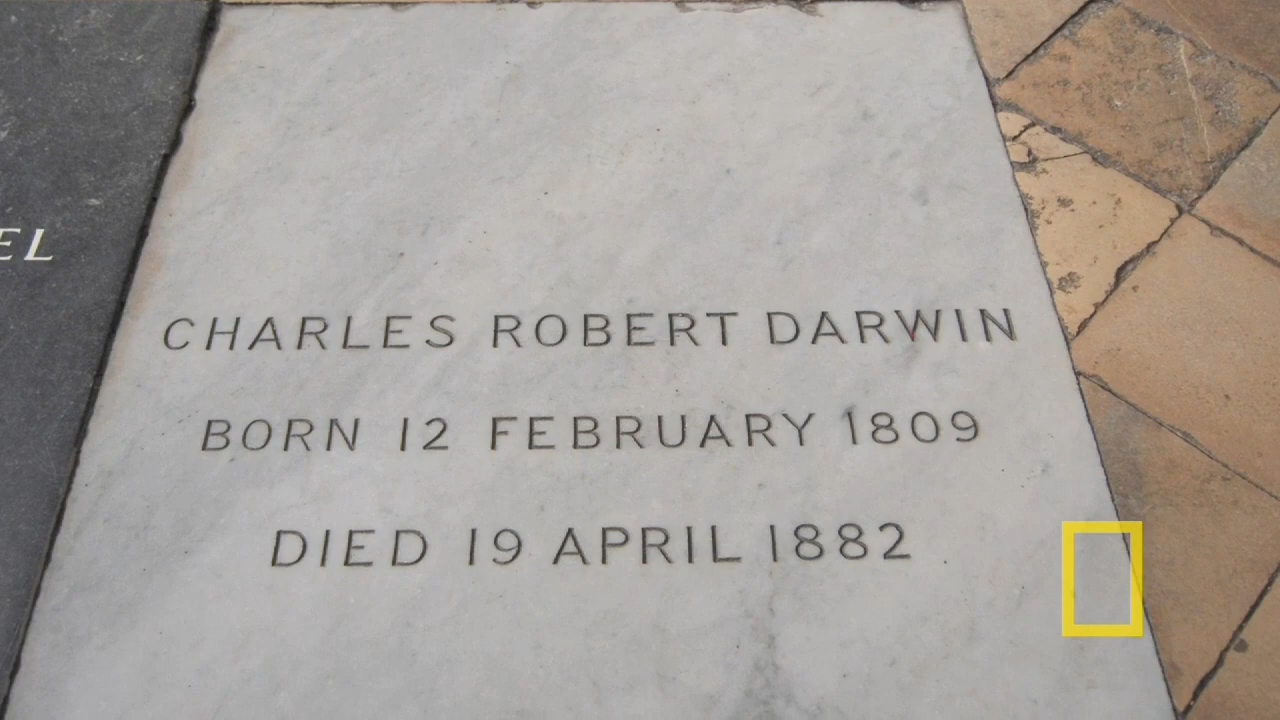 EL
CHARLES ROBERT DARWIN
BORN 12 FEBRUARY 1809
DIED 19 APRIL 1882